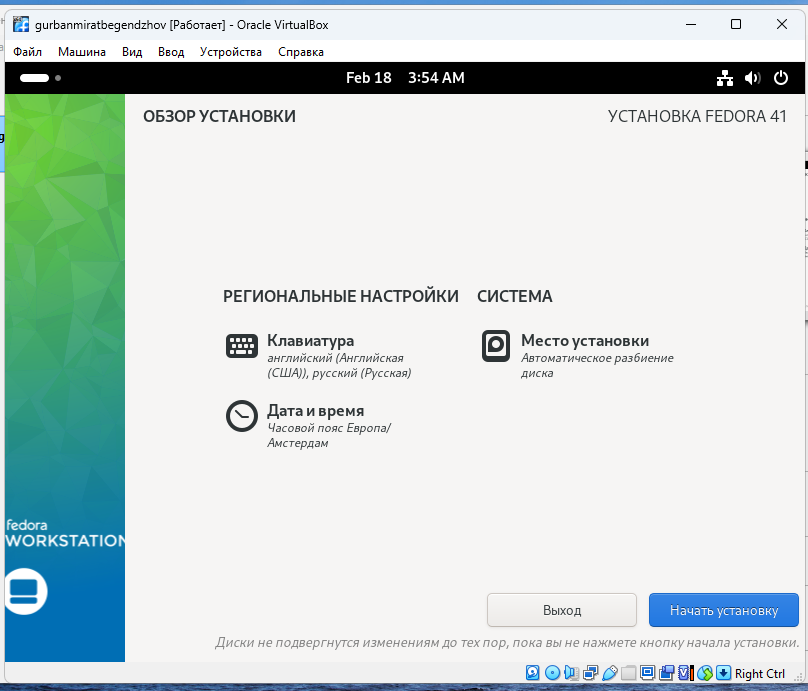 gurbanmiratbegendzhov [Работает] - Oracle VirtualBox
Файл Машина Вид Ввод Устройства Справка
Feb 18 3:54 AM
ОБЗОР УСТАНОВКИ
УСТАНОВКА FEDORA 41
РЕГИОНАЛЬНЫЕ НАСТРОЙКИ
Клавиатура
английский (Английская
(США)), русский (Русская)
Дата и время
Часовой пояс Европа/
Амстердам
СИСТЕМА
Место установки
Автоматическое разбиение
диска
fedora
WORKSTATION
Выход
Начать установку
Диски не подвергнутся изменениям до тех пор, пока вы не нажмете кнопку начала установки.
Right Ctrl